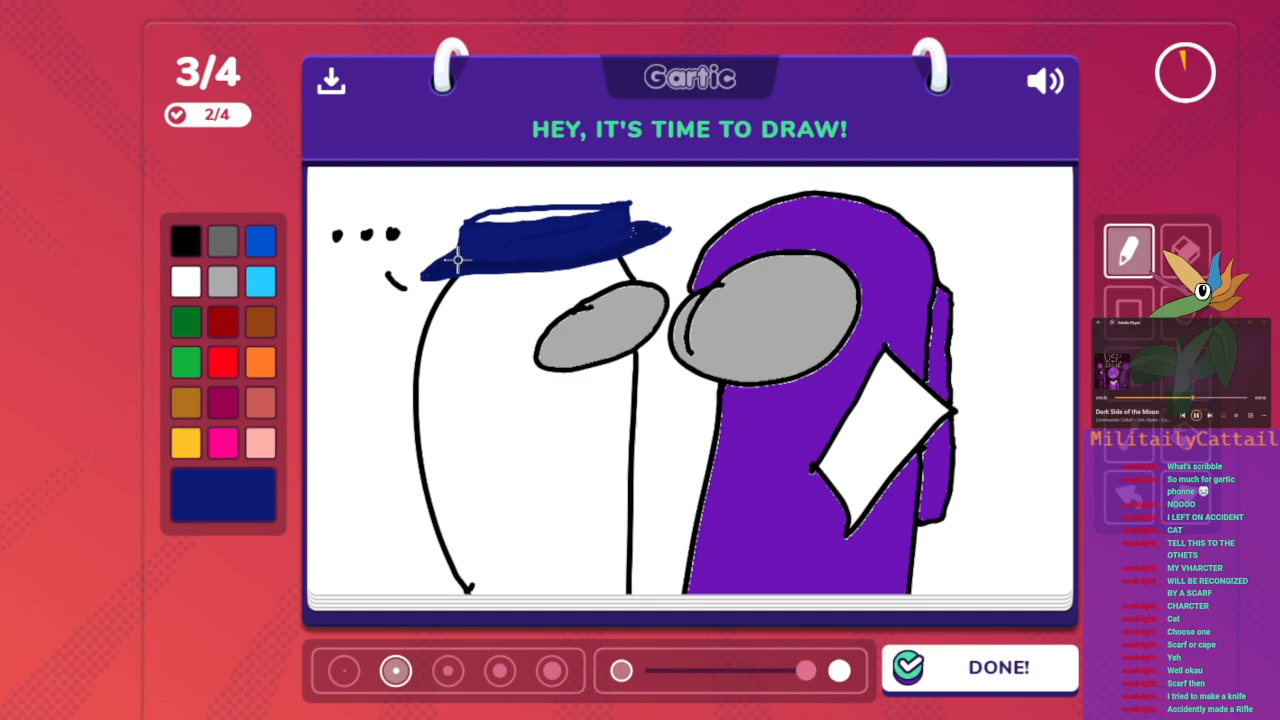 3/4
2/4
Gartic
HEY, IT'S TIME TO DRAW!
DONE!
Dark Side of the Moon
MilitailyCattail
What's scribble
So much for gartic
phonne
NOOOO
I LEFT ON ACCIDENT
CAT
TELL THIS TO THE
OTHETS
MY VHARCTER
WILL BE RECONGIZED
BY A SCARF
CHARCTER
Cat
Choose one
Scarf or cape
Yeh
Well okau
Scarf then
I tried to make a knife
Accidently made a Rifle